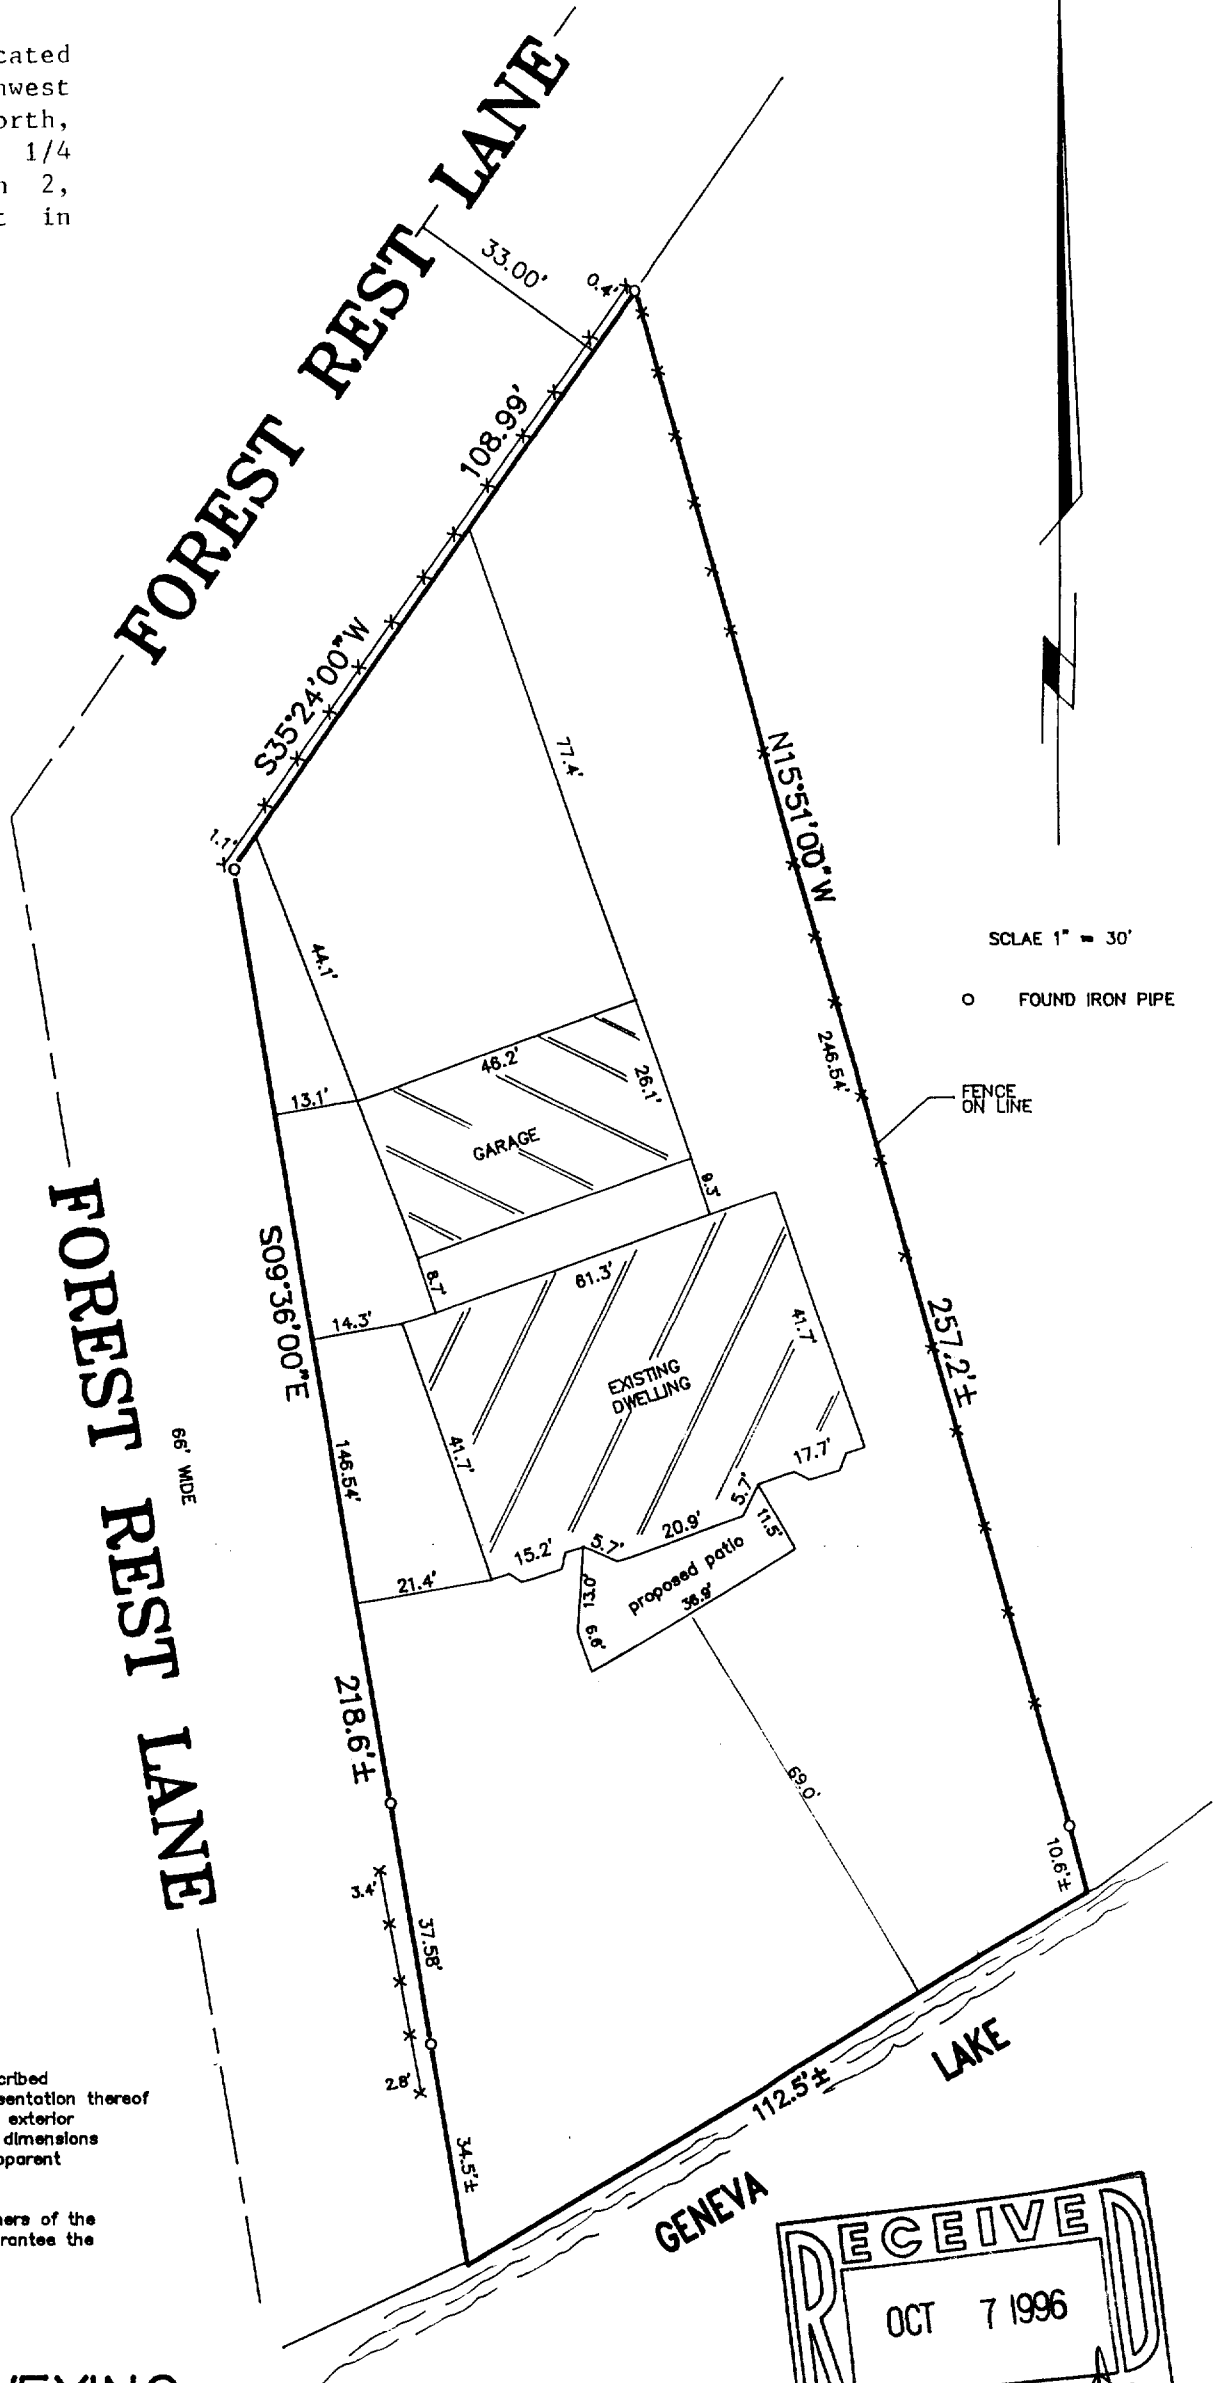 cated
hwest
orth,
1/4
n 2,
t in
FOREST REST LANE
33.00'
0.4'
108.99'
S35°24'00"W
1.1'
77.4'
N15°51'00"W
44.1'
SCLAE 1" = 30'
FOUND IRON PIPE
246.54'
FENCE
ON LINE
13.1'
46.2'
26.1'
GARAGE
9.3'
8.7'
FOREST REST LANE
66' WIDE
S09°36'00"E
14.3'
61.3'
41.7'
257.2'±
EXISTING
DWELLING
41.7'
17.7'
146.54'
15.2'
5.7'
20.9'
5.7'
11.5'
21.4'
13.0'
6.6'
proposed patio
36.9'
218.6'±
69.0'
10.6'±
3.4'
37.58'
2.8'
34.5'±
112.5'±
GENEVA LAKE
cribed
sentation thereof
exterior
dimensions
pparent
ners of the
rantee the
RECEIVED
OCT 7 1996